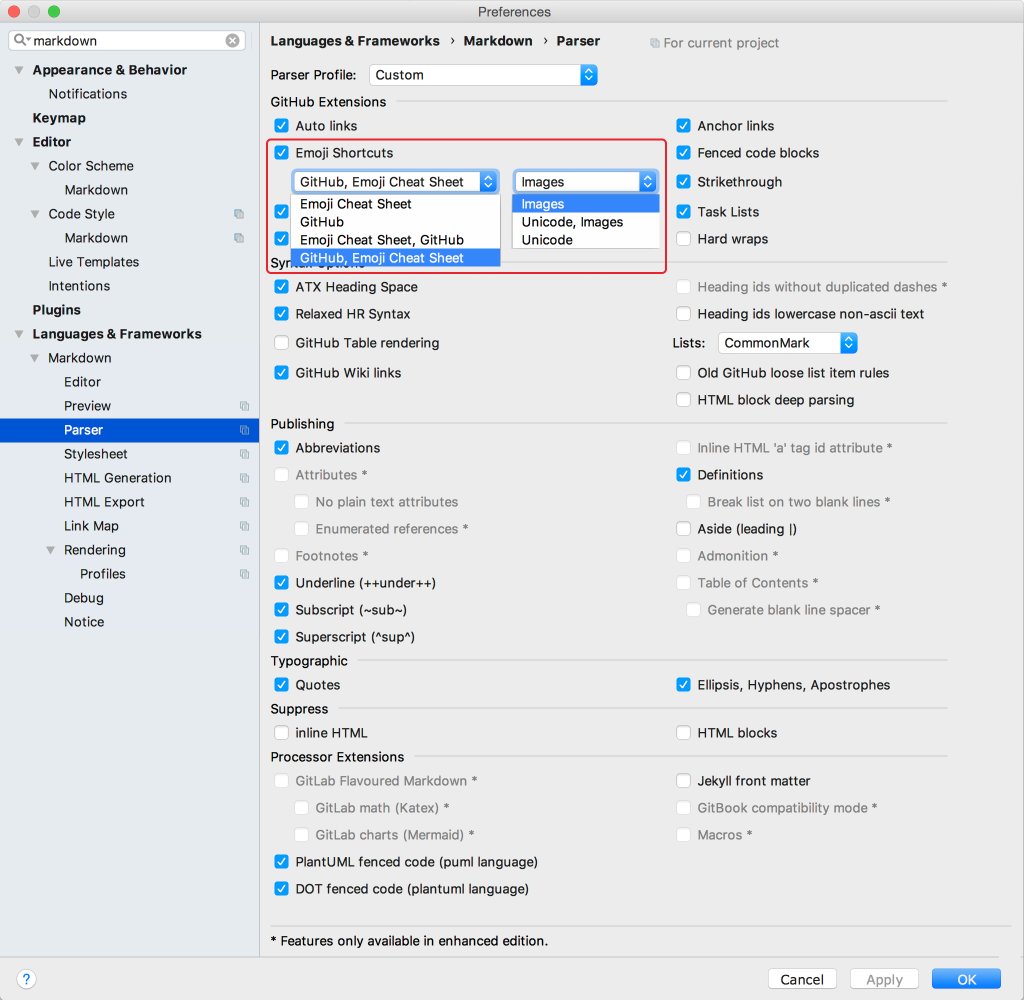 Preferences
markdown
Appearance & Behavior
Notifications
Keymap
Editor
Color Scheme
Markdown
Code Style
Markdown
Live Templates
Intentions
Plugins
Languages & Frameworks
Markdown
Editor
Preview
Parser
Stylesheet
HTML Generation
HTML Export
Link Map
Rendering
Profiles
Debug
Notice
Languages & Frameworks › Markdown › Parser For current project
Parser Profile: Custom
GitHub Extensions
Auto links Anchor links
Emoji Shortcuts Fenced code blocks
GitHub, Emoji Cheat Sheet Images Strikethrough
Emoji Cheat Sheet Images
GitHub Unicode, Images Task Lists
Emoji Cheat Sheet, GitHub Unicode Hard wraps
GitHub, Emoji Cheat Sheet
Syntax Options
ATX Heading Space Heading ids without duplicated dashes *
Relaxed HR Syntax Heading ids lowercase non-ascii text
GitHub Table rendering Lists: CommonMark
GitHub Wiki links Old GitHub loose list item rules
HTML block deep parsing
Publishing
Abbreviations Inline HTML 'a' tag id attribute *
Attributes * Definitions
No plain text attributes Break list on two blank lines *
Enumerated references * Aside (leading |)
Footnotes * Admonition *
Underline (++under++) Table of Contents *
Subscript (~sub~) Generate blank line spacer *
Superscript (^sup^)
Typographic
Quotes Ellipsis, Hyphens, Apostrophes
Suppress
inline HTML HTML blocks
Processor Extensions
GitLab Flavoured Markdown * Jekyll front matter
GitLab math (Katex) * GitBook compatibility mode *
GitLab charts (Mermaid) * Macros *
PlantUML fenced code (puml language)
DOT fenced code (plantuml language)
* Features only available in enhanced edition.
? Cancel Apply OK